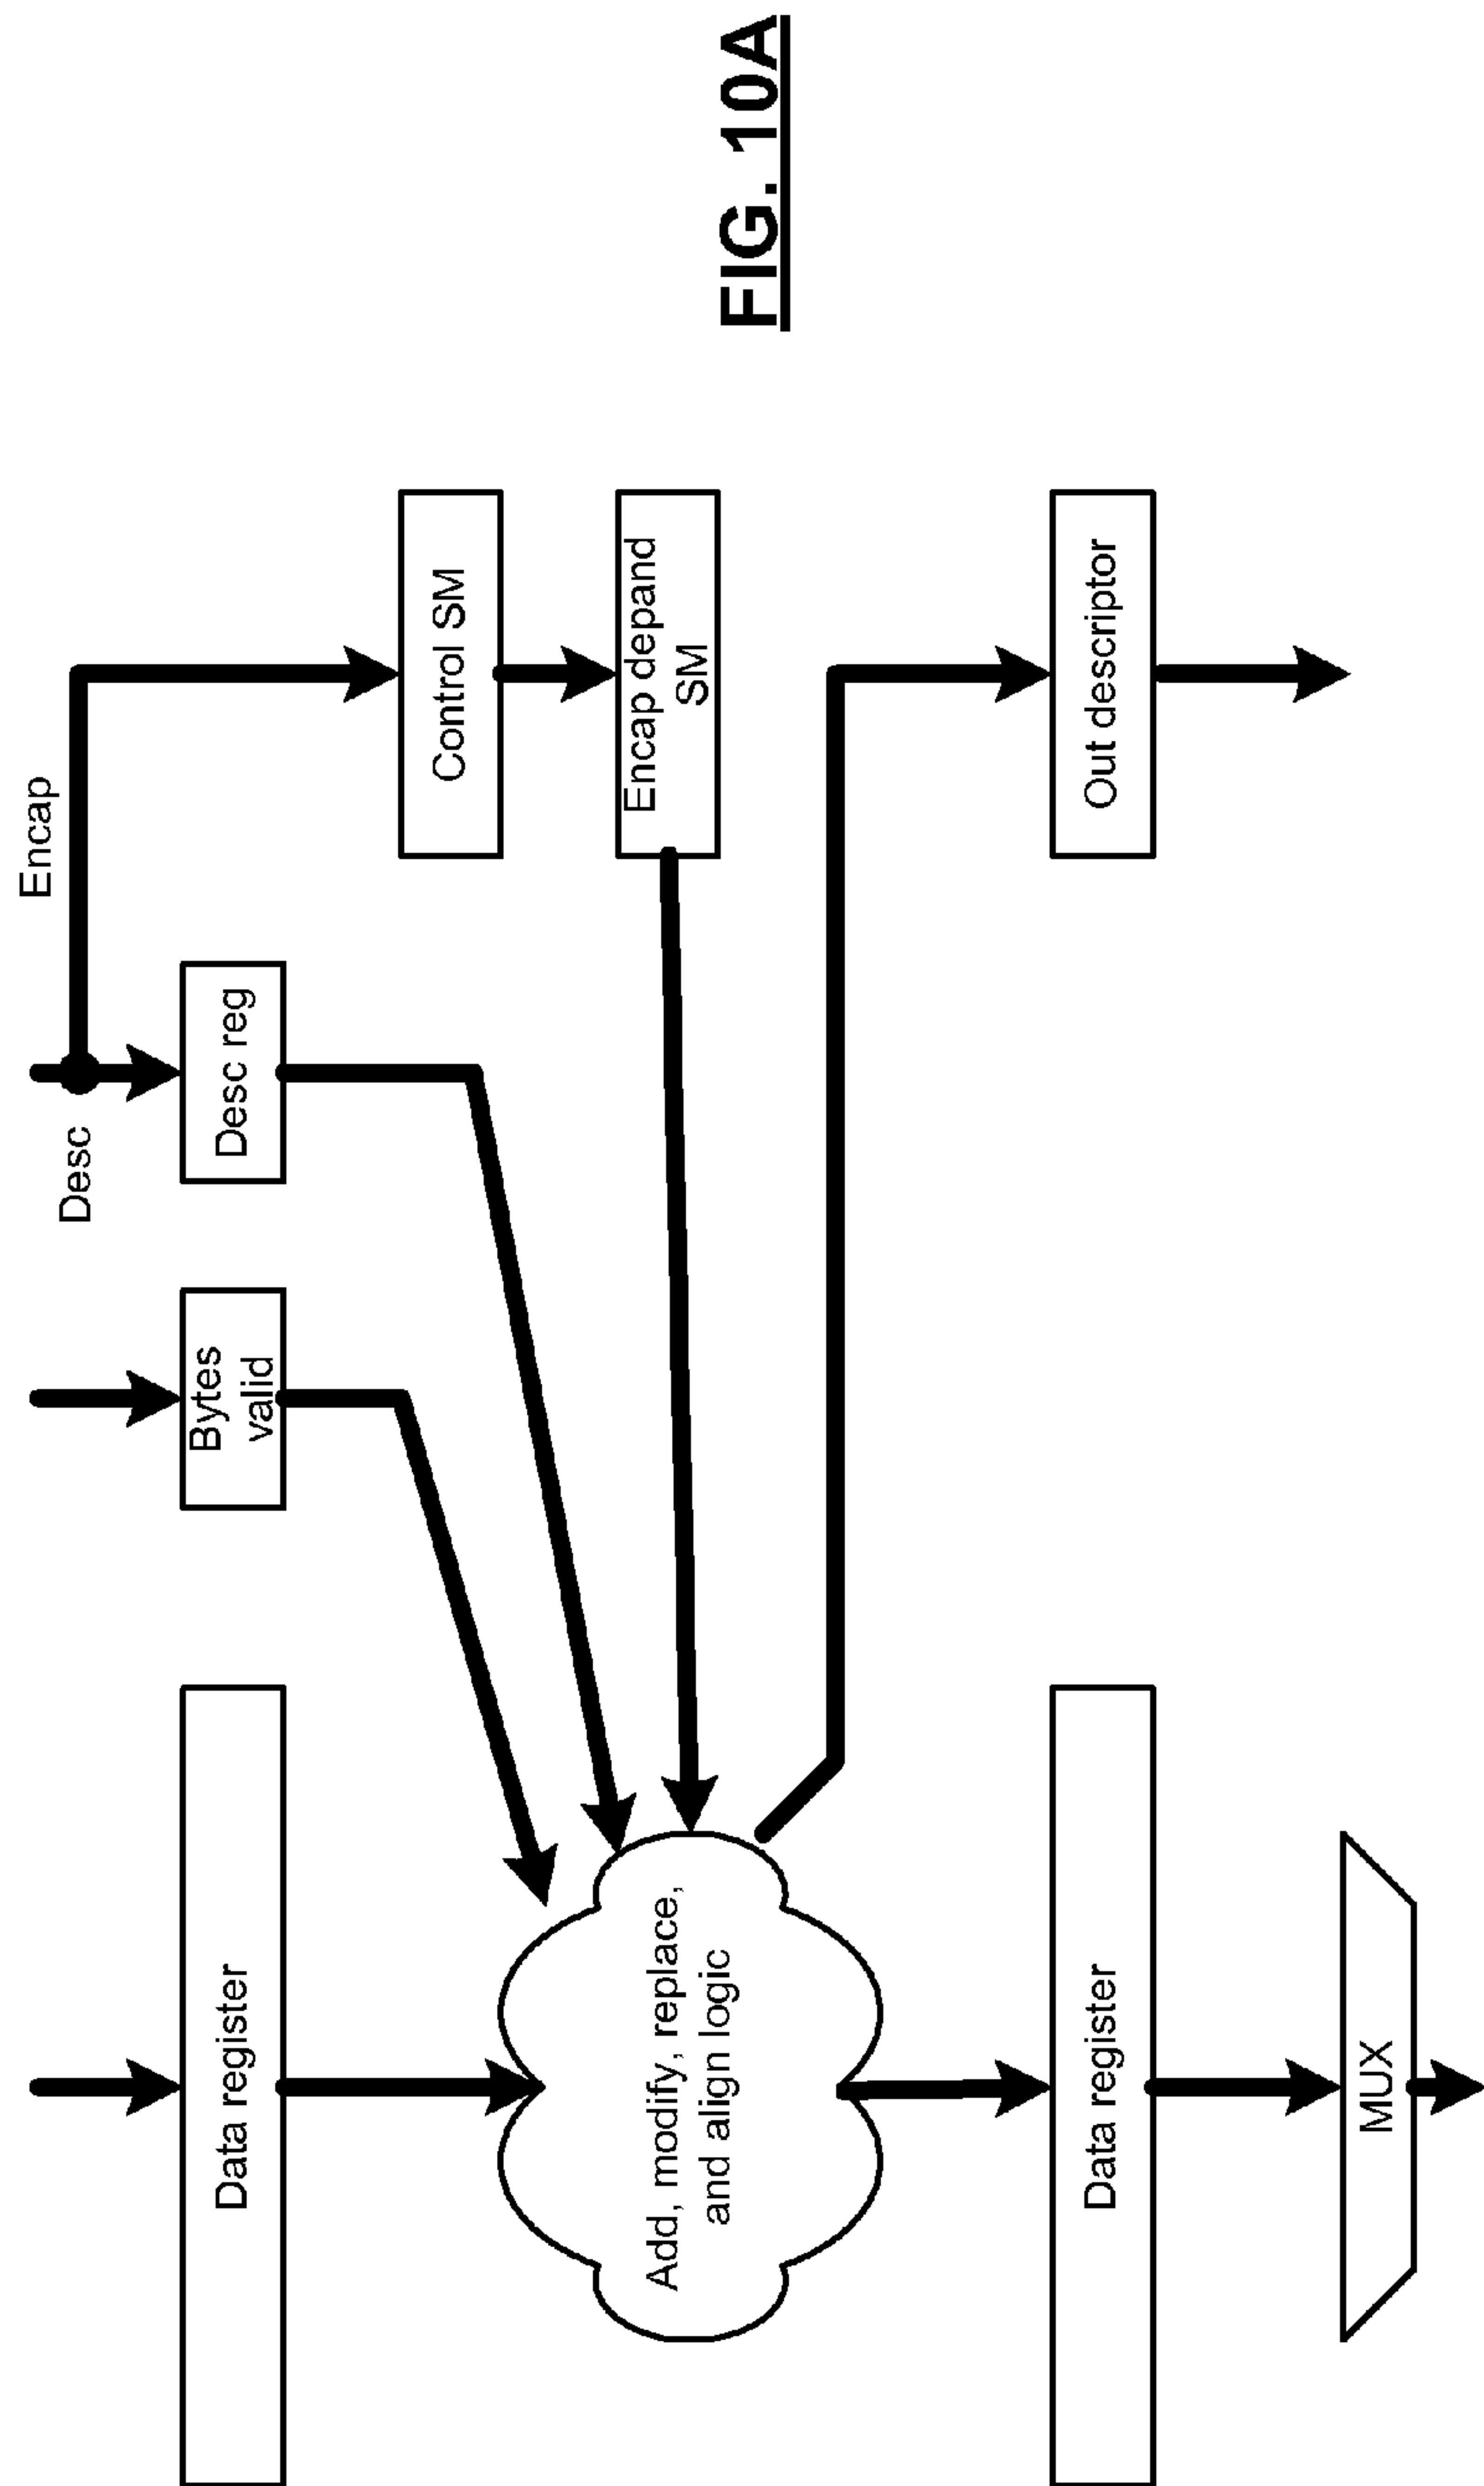 Encap
Desc
Data register
Bytes
valid
Desc reg
Control SM
Encap depand
SM
Add, modify, replace,
and align logic
Data register
Out descriptor
MUX
FIG. 10A